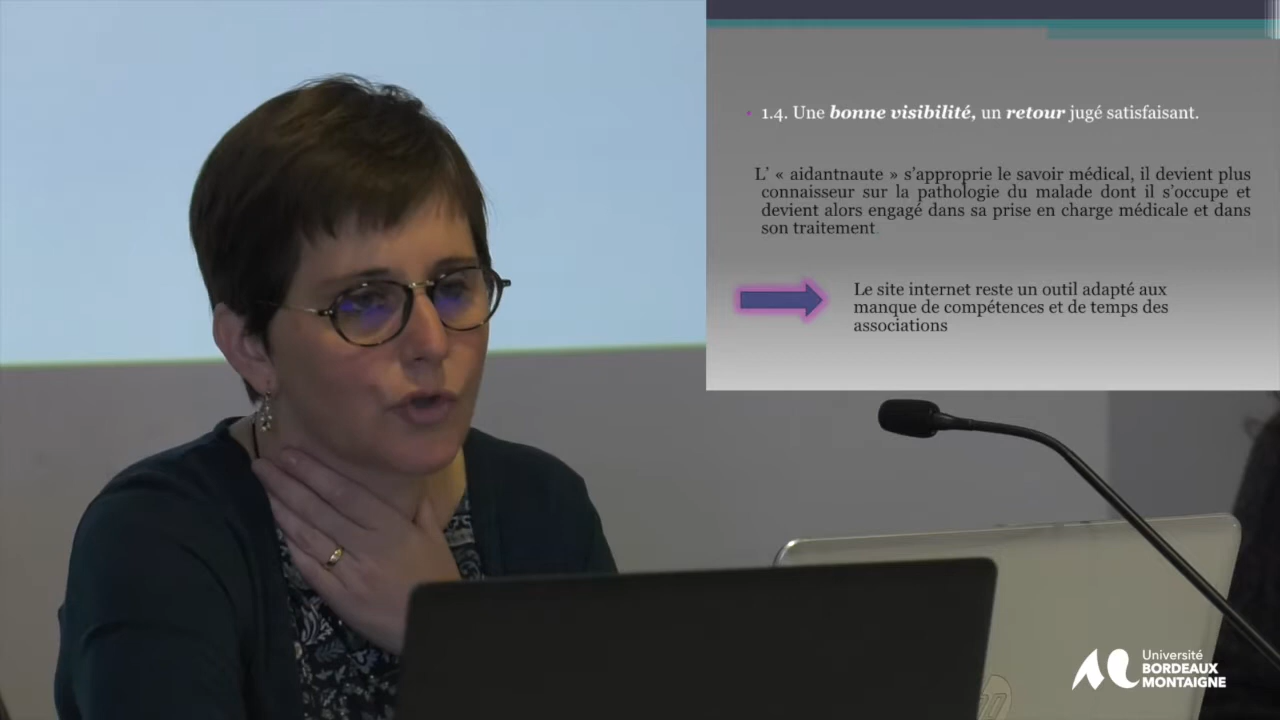 1.4. Une bonne visibilité, un retour jugé satisfaisant.
L' « aidantnaute » s'approprie le savoir médical, il devient plus
connaisseur sur la pathologie du malade dont il s'occupe et
devient alors engagé dans sa prise en charge médicale et dans
son traitement.
Le site internet reste un outil adapté aux
manque de compétences et de temps des
associations
Université
BORDEAUX
MONTAIGNE